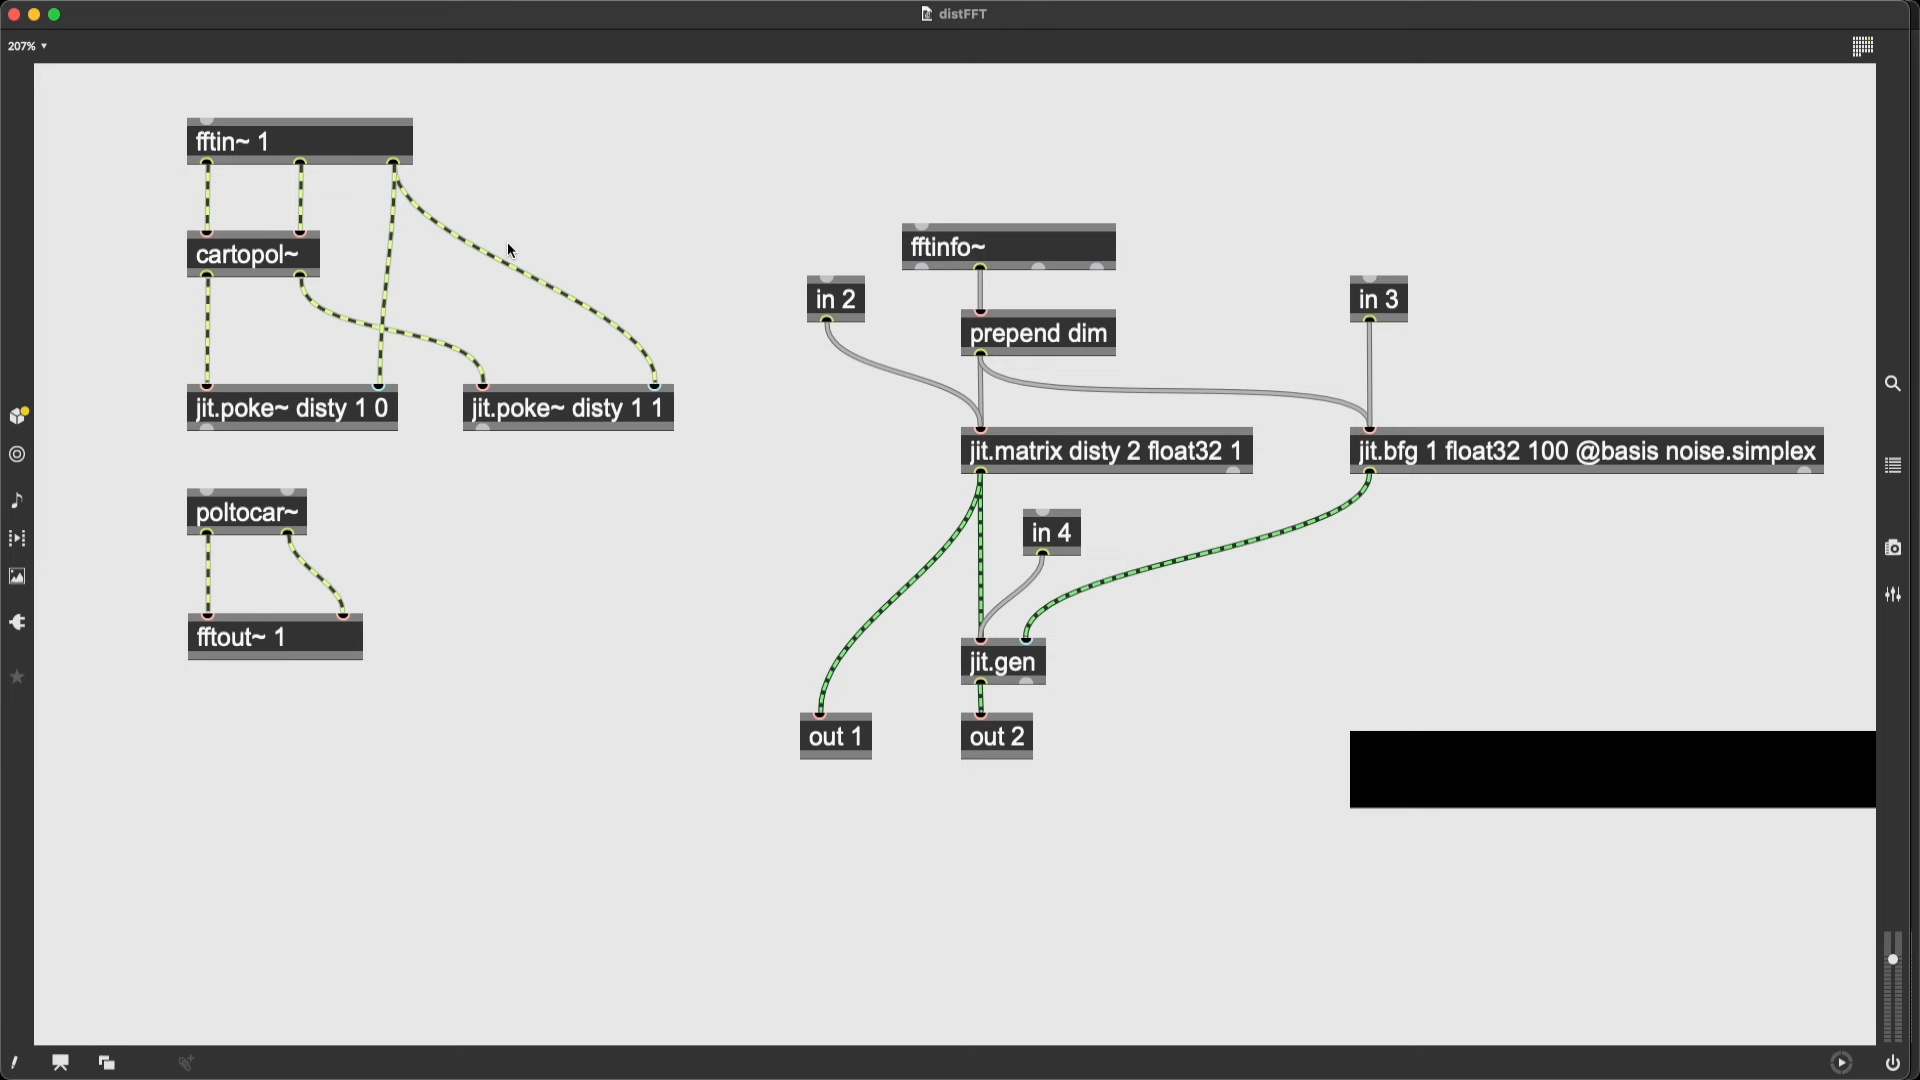 distFFT
207%
fftin~ 1
cartopol~
jit.poke~ disty 1 0
jit.poke~ disty 1 1
poltocar~
fftout~ 1
fftinfo~
in 2
prepend dim
in 3
jit.matrix disty 2 float32 1
jit.bfg 1 float32 100 @basis noise.simplex
in 4
jit.gen
out 1
out 2